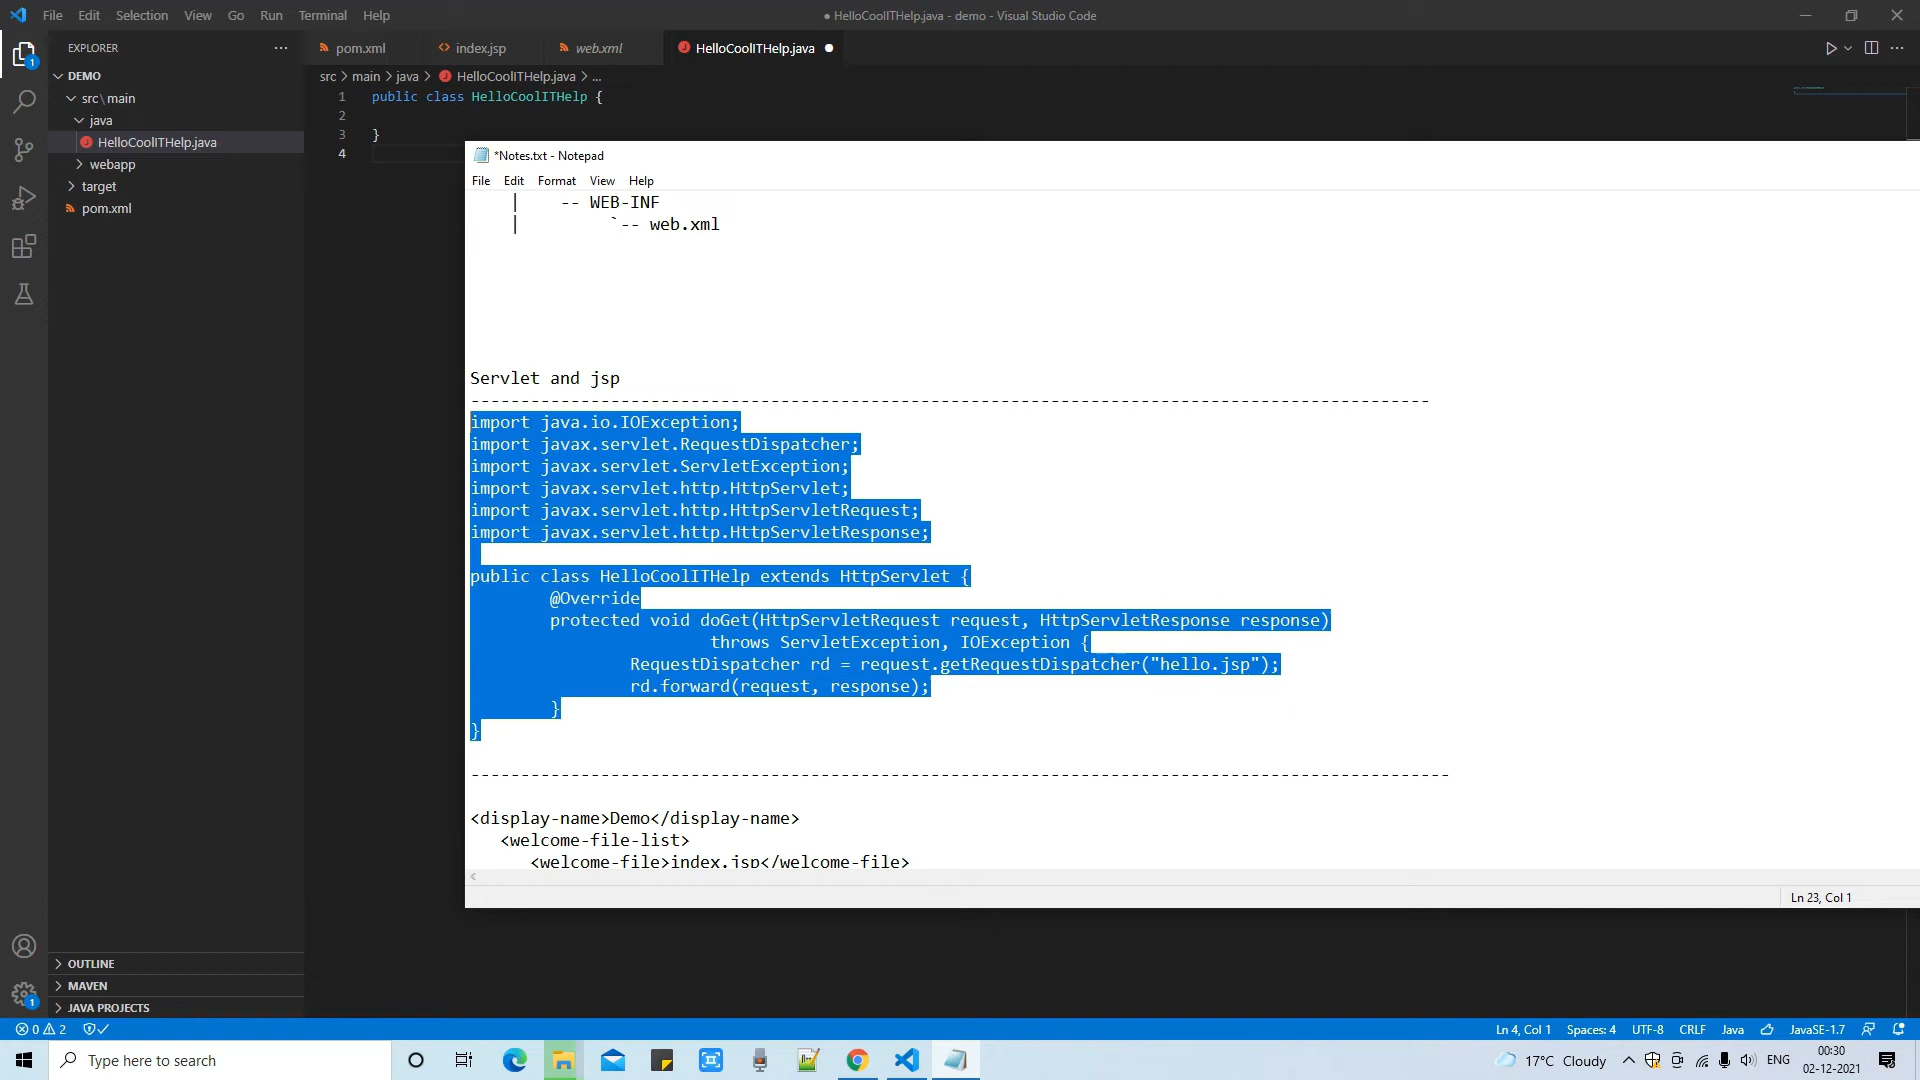 File Edit Selection View Go Run Terminal Help
● HelloCoolITHelp.java - demo - Visual Studio Code
EXPLORER
pom.xml
index.jsp
web.xml
HelloCoolITHelp.java
DEMO
src > main > java > HelloCoolITHelp.java > ...
src\main
java
HelloCoolITHelp.java
webapp
target
pom.xml
1 public class HelloCoolITHelp {
2
3 }
4
*Notes.txt - Notepad
File Edit Format View Help
| -- WEB-INF
| `-- web.xml
Servlet and jsp
------------------------------------------------------------------------------------------------
import java.io.IOException;
import javax.servlet.RequestDispatcher;
import javax.servlet.ServletException;
import javax.servlet.http.HttpServlet;
import javax.servlet.http.HttpServletRequest;
import javax.servlet.http.HttpServletResponse;
public class HelloCoolITHelp extends HttpServlet {
@Override
protected void doGet(HttpServletRequest request, HttpServletResponse response)
throws ServletException, IOException {
RequestDispatcher rd = request.getRequestDispatcher("hello.jsp");
rd.forward(request, response);
}
}
--------------------------------------------------------------------------------------------------
<display-name>Demo</display-name>
<welcome-file-list>
<welcome-file>index.jsp</welcome-file>
Ln 23, Col 1
OUTLINE
MAVEN
JAVA PROJECTS
0 2
Ln 4, Col 1 Spaces: 4 UTF-8 CRLF Java JavaSE-1.7
Type here to search
17°C Cloudy
ENG
00:30
02-12-2021
1
1